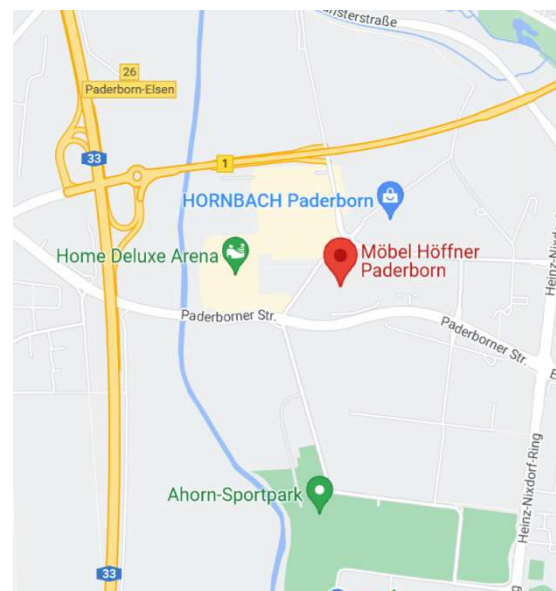 nsterstraße
26
Paderborn-Elsen
33
1
HORNBACH Paderborn
Möbel Höffner
Paderborn
Home Deluxe Arena
Heinz-Nixdorf-
Paderborner Str.
Paderborner Str.
E
Ahorn-Sportpark
Heinz-Nixdorf-Ring
33
g